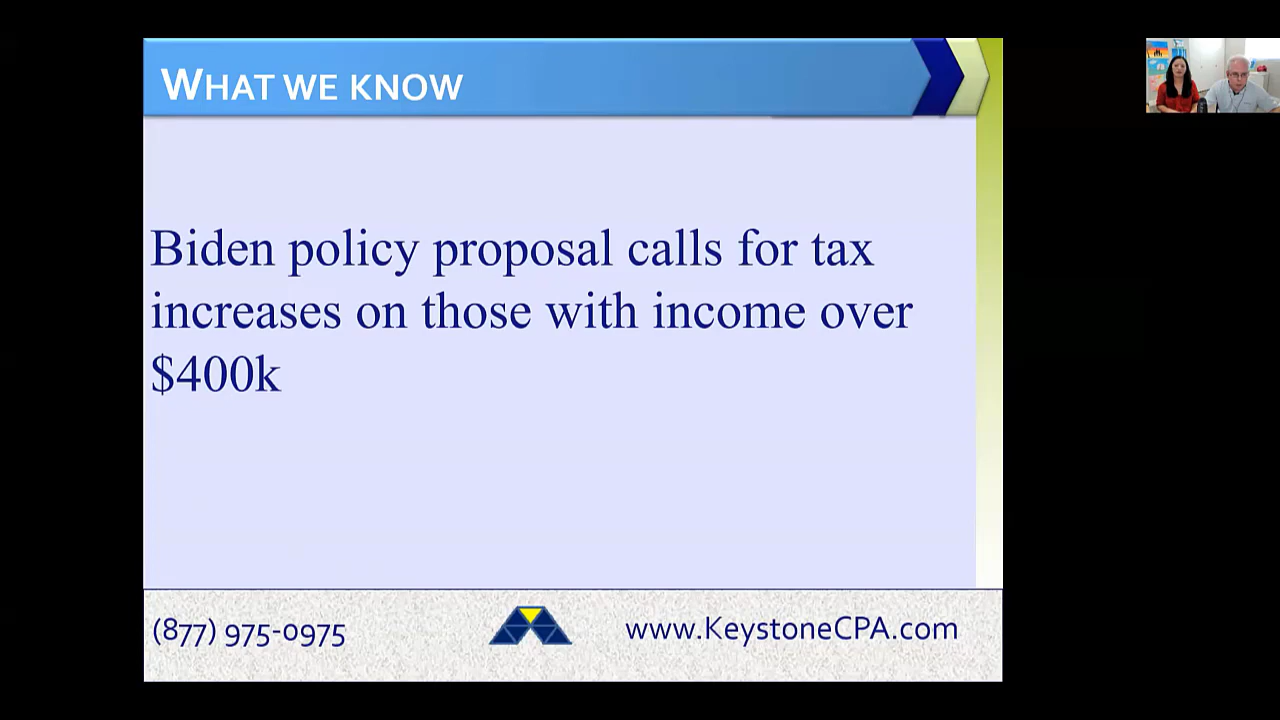 WHAT WE KNOW
Biden policy proposal calls for tax
increases on those with income over
$400k
(877) 975-0975
www.KeystoneCPA.com